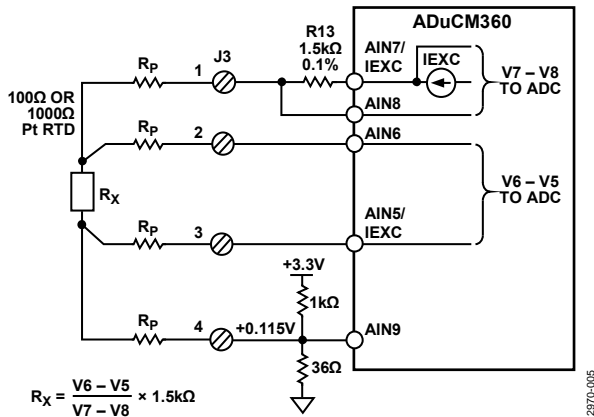 ADuCM360
R13
1.5kΩ
0.1%
AIN7/
IEXC
IEXC
V7 – V8
TO ADC
RP
J3
1
AIN8
100Ω OR
1000Ω
Pt RTD
RP
2
AIN6
RX
V6 – V5
TO ADC
RP
3
AIN5/
IEXC
+3.3V
1kΩ
RP
4
+0.115V
AIN9
36Ω
RX = V6 – V5 / V7 – V8 × 1.5kΩ
2970-005